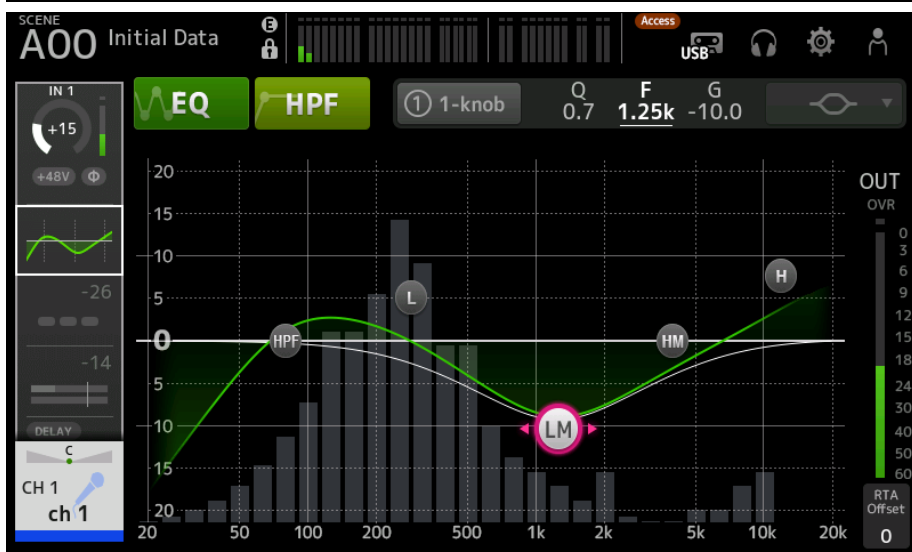 SCENE
A00 Initial Data
E
Access
USB
IN 1
+15
+48V Φ
-26
-14
DELAY
C
CH 1
ch 1
EQ
HPF
1 1-knob
Q F G
0.7 1.25k -10.0
20
15
10
5
0
5
10
15
20
HPF
L
LM
HM
H
20 50 100 200 500 1k 2k 5k 10k 20k
OUT
OVR
0
3
6
9
12
15
18
24
30
40
50
60
RTA
Offset
0